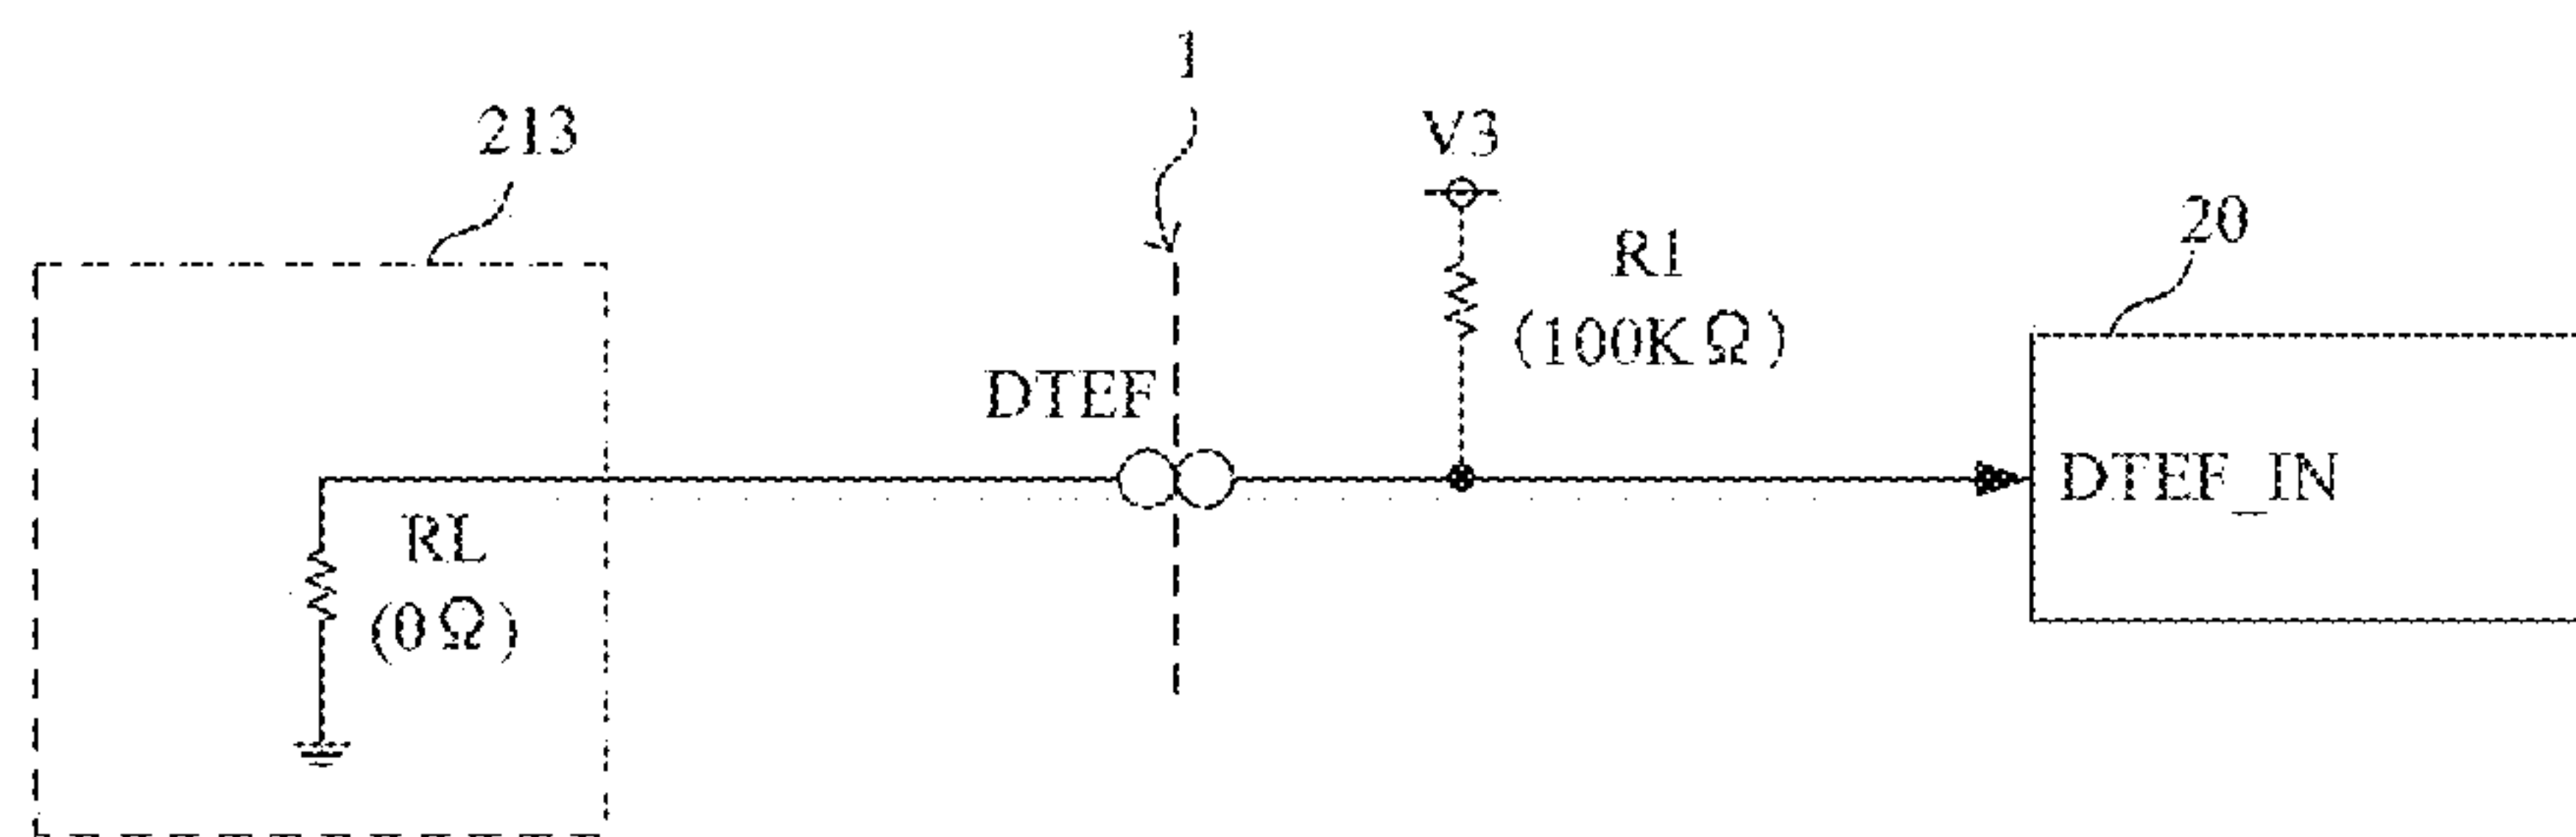 1
213
V3
20
R1
(100KΩ)
DTEF
DTEF_IN
RL
(0Ω)